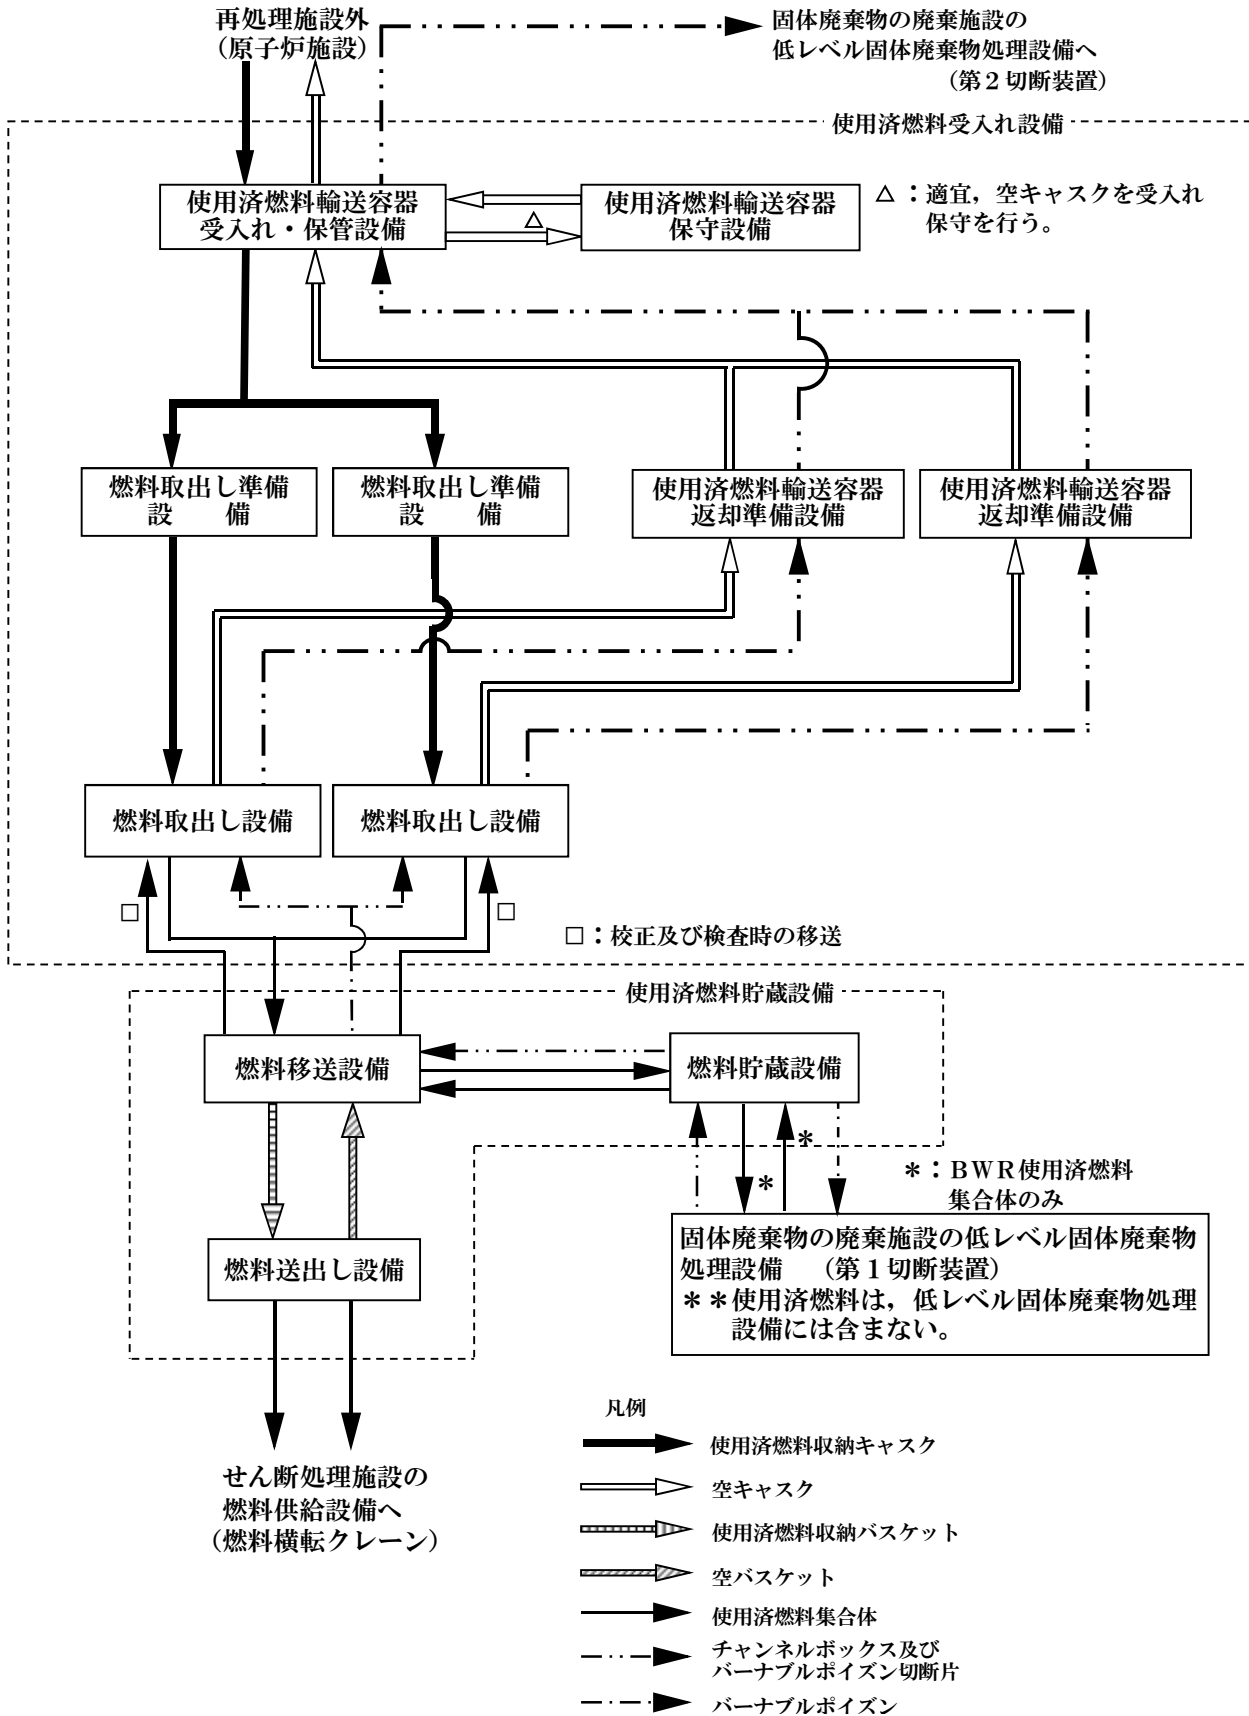 再処理施設外
（原子炉施設）
固体廃棄物の廃棄施設の
低レベル固体廃棄物処理設備へ
（第２切断装置）
使用済燃料受入れ設備
使用済燃料輸送容器
受入れ・保管設備
使用済燃料輸送容器
保守設備
△
△：適宜，空キャスクを受入れ
保守を行う。
燃料取出し準備
設　　備
燃料取出し準備
設　　備
使用済燃料輸送容器
返却準備設備
使用済燃料輸送容器
返却準備設備
燃料取出し設備
燃料取出し設備
□
□
□：校正及び検査時の移送
使用済燃料貯蔵設備
燃料移送設備
燃料貯蔵設備
＊
＊
＊：ＢＷＲ使用済燃料
集合体のみ
燃料送出し設備
固体廃棄物の廃棄施設の低レベル固体廃棄物
処理設備　（第１切断装置）
＊＊使用済燃料は，低レベル固体廃棄物処理
設備には含まない。
せん断処理施設の
燃料供給設備へ
（燃料横転クレーン）
凡例
使用済燃料収納キャスク
空キャスク
使用済燃料収納バスケット
空バスケット
使用済燃料集合体
チャンネルボックス及び
バーナブルポイズン切断片
バーナブルポイズン